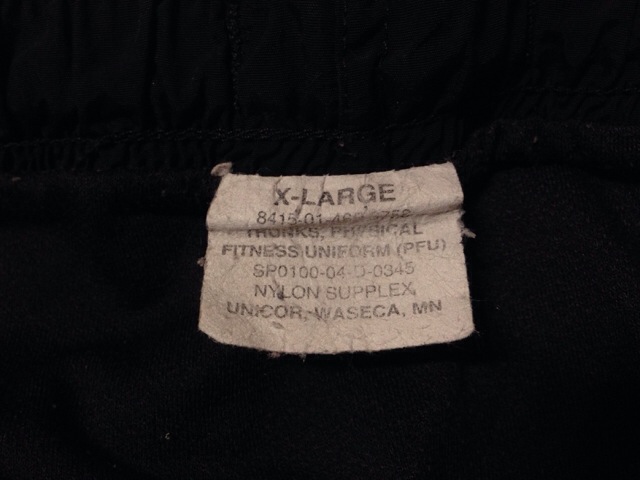 X-LARGE
8415-01-
TRUNKS, PHYSICAL
FITNESS UNIFORM (PFU)
SP0100-04-D-0345
NYLON SUPPLEX
UNICOR, WASECA, MN